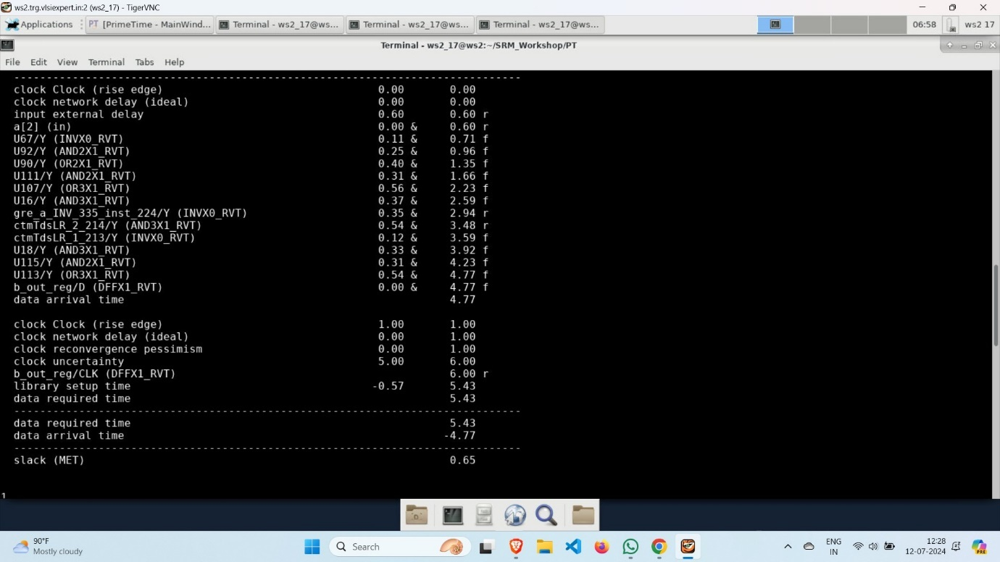 ws2.trg.vlsiexpert.in:2 (ws2_17) - TigerVNC
Applications PT [PrimeTime - MainWind... Terminal - ws2_17@ws... Terminal - ws2_17@ws... Terminal - ws2_17@ws... 06:58 ws2 17
Terminal - ws2_17@ws2:~/SRM_Workshop/PT
File Edit View Terminal Tabs Help
--------------------------------------------------------------------------
clock Clock (rise edge) 0.00 0.00
clock network delay (ideal) 0.00 0.00
input external delay 0.60 0.60 r
a[2] (in) 0.00 & 0.60 r
U67/Y (INVX0_RVT) 0.11 & 0.71 f
U92/Y (AND2X1_RVT) 0.25 & 0.96 f
U90/Y (OR2X1_RVT) 0.40 & 1.35 f
U111/Y (AND2X1_RVT) 0.31 & 1.66 f
U107/Y (OR3X1_RVT) 0.56 & 2.23 f
U16/Y (AND3X1_RVT) 0.37 & 2.59 f
gre_a_INV_335_inst_224/Y (INVX0_RVT) 0.35 & 2.94 r
ctmTdsLR_2_214/Y (AND3X1_RVT) 0.54 & 3.48 r
ctmTdsLR_1_213/Y (INVX0_RVT) 0.12 & 3.59 f
U18/Y (AND3X1_RVT) 0.33 & 3.92 f
U115/Y (AND2X1_RVT) 0.31 & 4.23 f
U113/Y (OR3X1_RVT) 0.54 & 4.77 f
b_out_reg/D (DFFX1_RVT) 0.00 & 4.77 f
data arrival time 4.77
clock Clock (rise edge) 1.00 1.00
clock network delay (ideal) 0.00 1.00
clock reconvergence pessimism 0.00 1.00
clock uncertainty 5.00 6.00
b_out_reg/CLK (DFFX1_RVT) 6.00 r
library setup time -0.57 5.43
data required time 5.43
--------------------------------------------------------------------------
data required time 5.43
data arrival time -4.77
--------------------------------------------------------------------------
slack (MET) 0.65
1
90°F
Mostly cloudy
Search
ENG
IN
12:28
12-07-2024
PRE